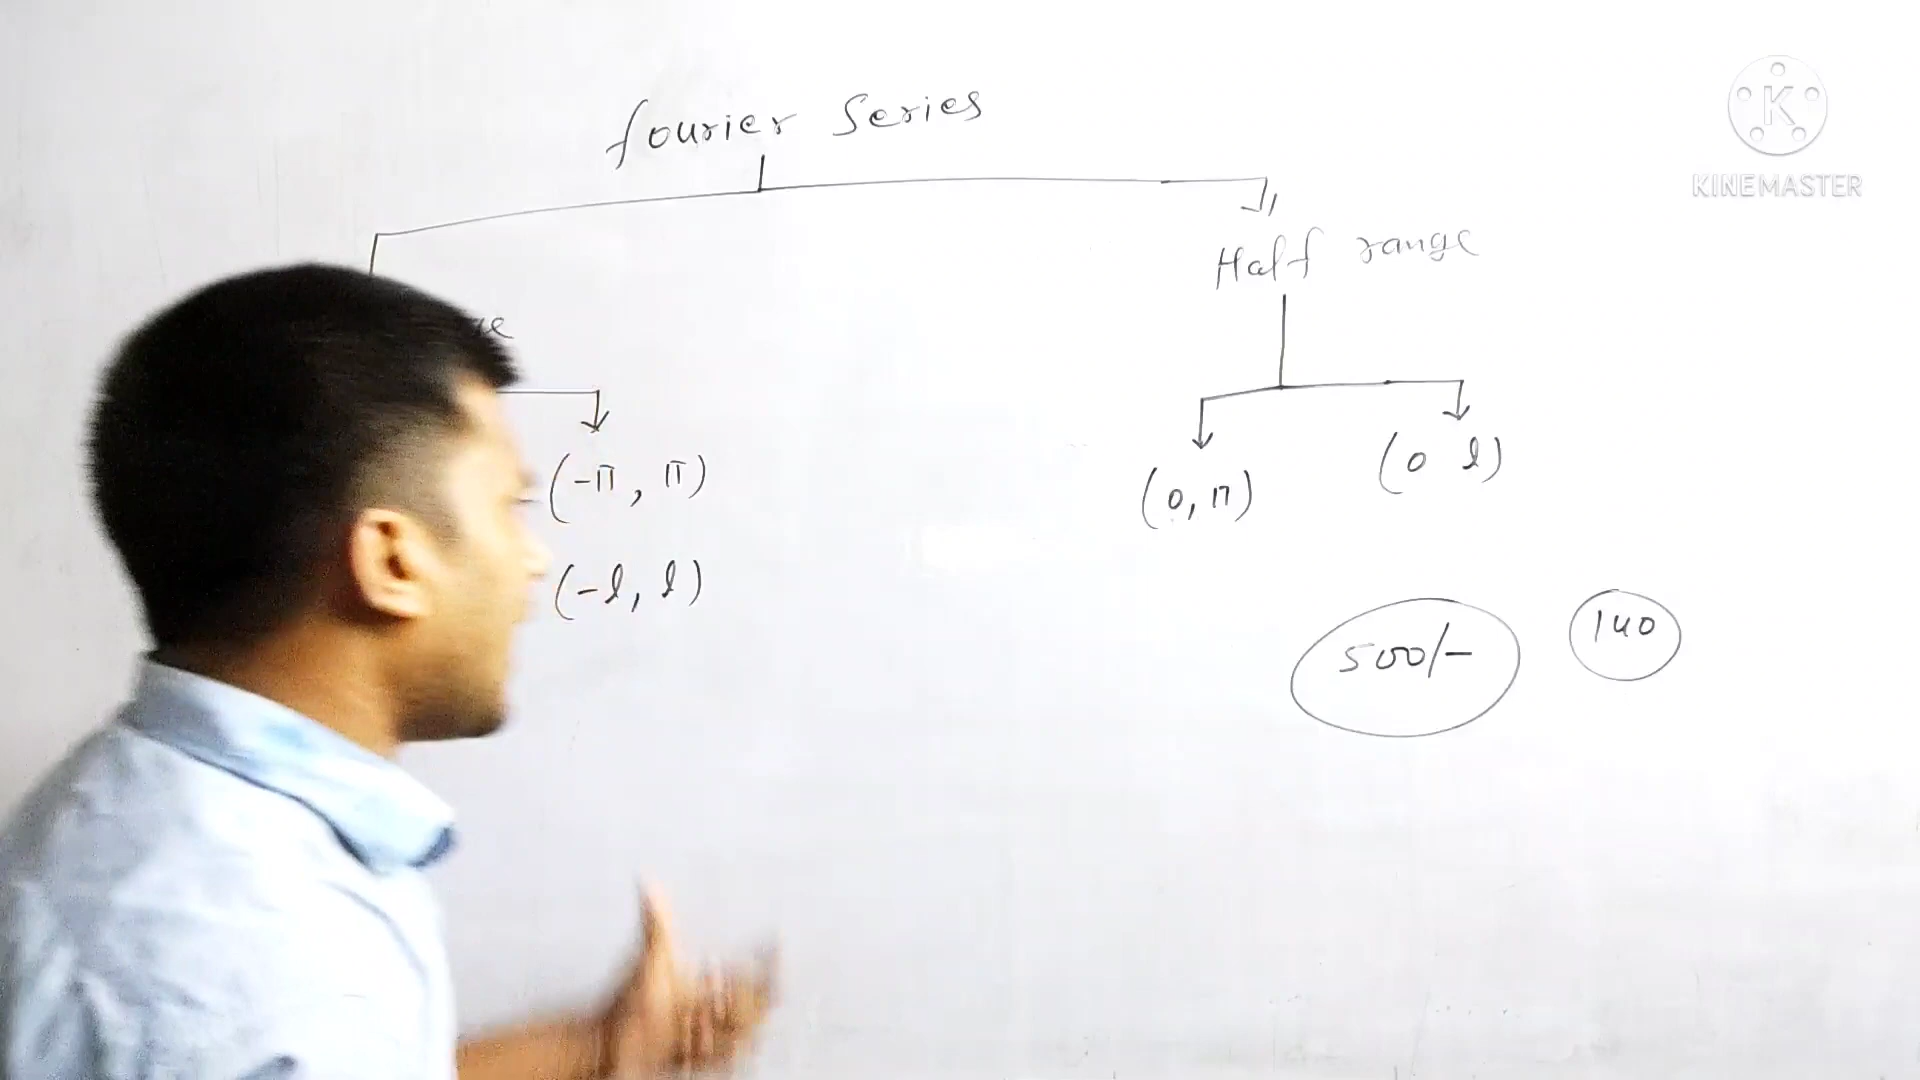 fourier Series
Half range
(-π, π)
(0, π)
(0 l)
(-l, l)
500/-
140
KINEMASTER